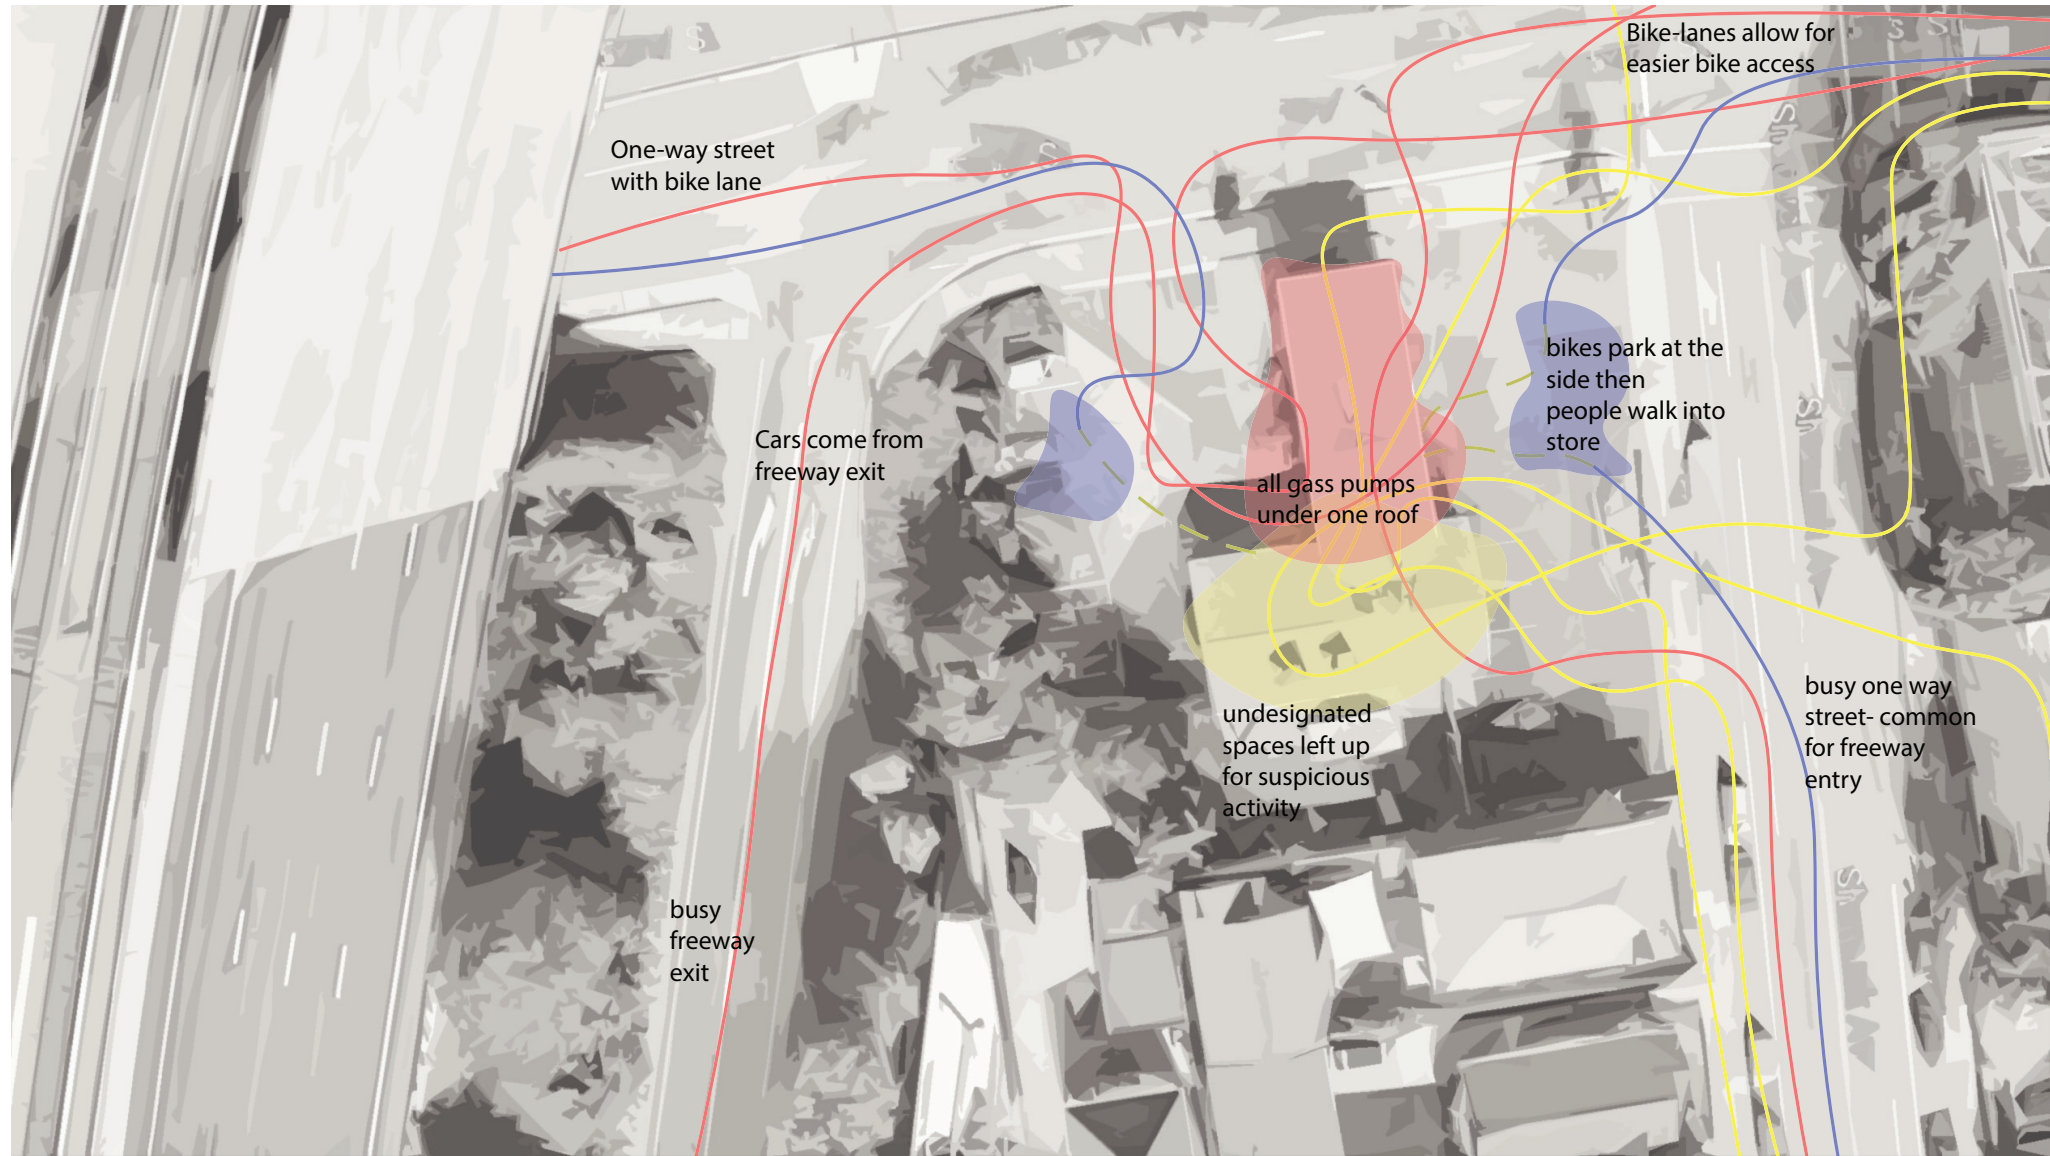 Bike-lanes allow for
easier bike access
One-way street
with bike lane
bikes park at the
side then
people walk into
store
Cars come from
freeway exit
all gass pumps
under one roof
busy one way
street- common
for freeway
entry
undesignated
spaces left up
for suspicious
activity
busy
freeway
exit